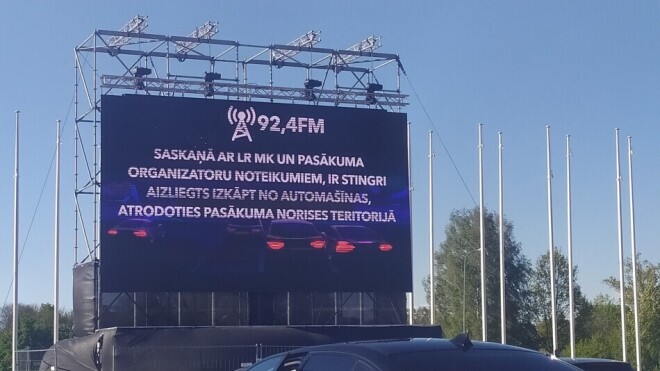 92,4FM
SASKAŅĀ AR LR MK UN PASĀKUMA
ORGANIZATORU NOTEIKUMIEM, IR STINGRI
AIZLIEGTS IZKĀPT NO AUTOMAŠĪNAS,
ATRODOTIES PASĀKUMA NORISES TERITORIJĀ